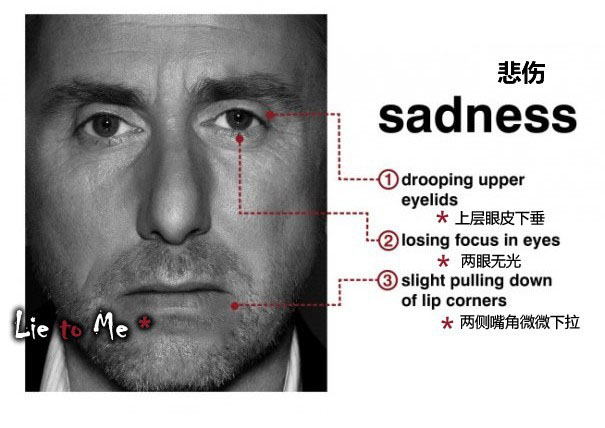 悲伤
sadness
1 drooping upper
eyelids
* 上层眼皮下垂
2 losing focus in eyes
* 两眼无光
3 slight pulling down
of lip corners
* 两侧嘴角微微下拉
Lie to Me *